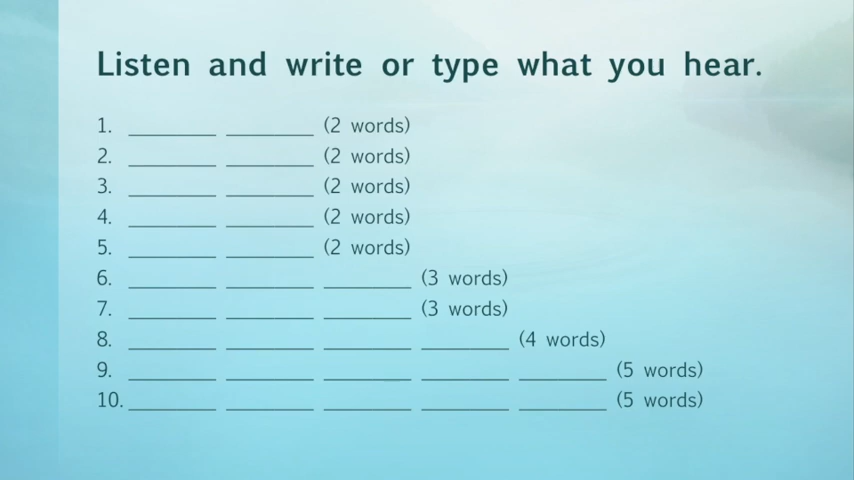 Listen and write or type what you hear.
1. ________ ________ (2 words)
2. ________ ________ (2 words)
3. ________ ________ (2 words)
4. ________ ________ (2 words)
5. ________ ________ (2 words)
6. ________ ________ ________ (3 words)
7. ________ ________ ________ (3 words)
8. ________ ________ ________ ________ (4 words)
9. ________ ________ ________ ________ ________ (5 words)
10. ________ ________ ________ ________ ________ (5 words)